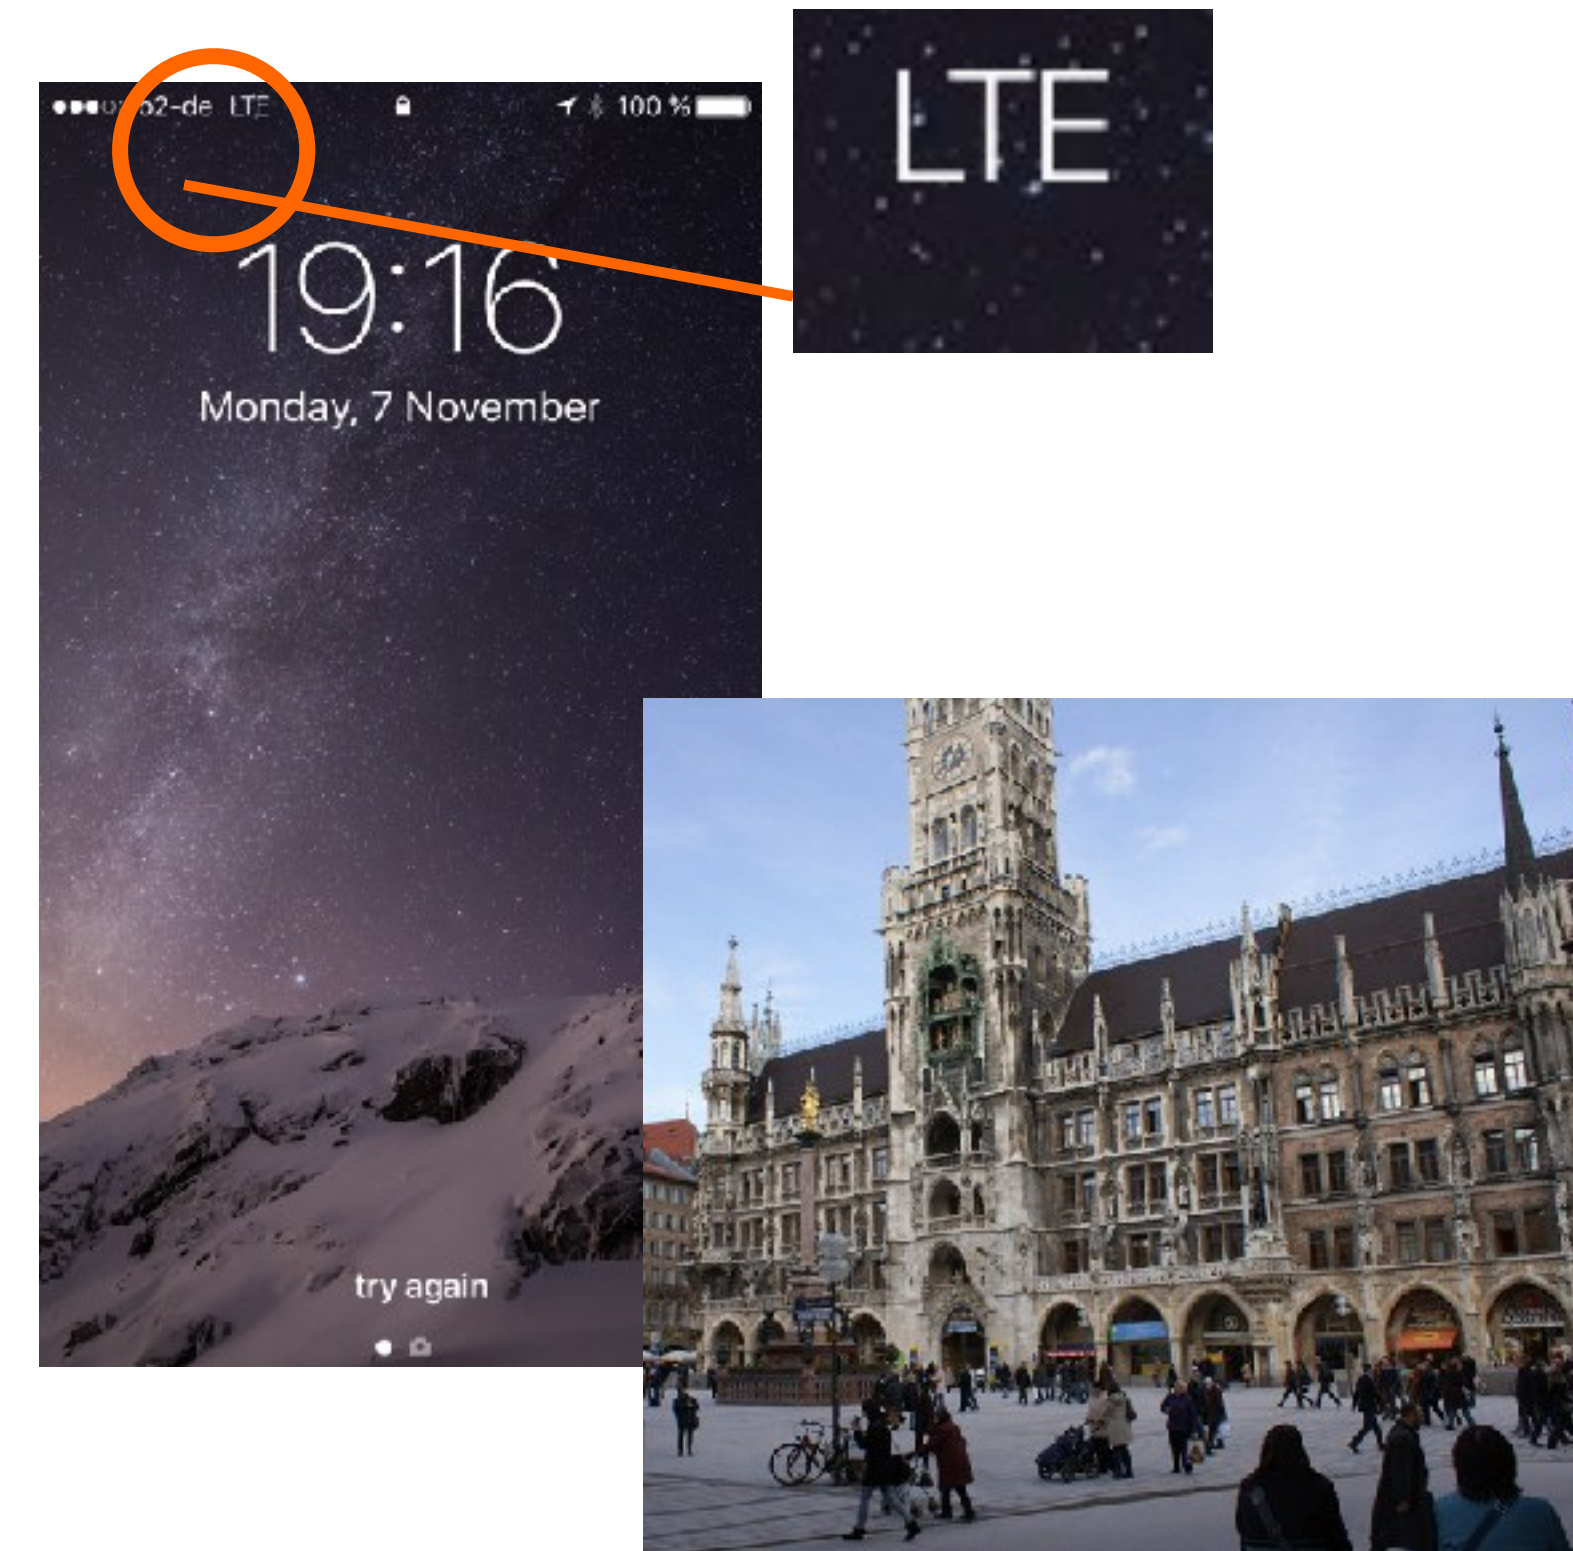 o2-de LTE
100 %
19:16
Monday, 7 November
try again
LTE